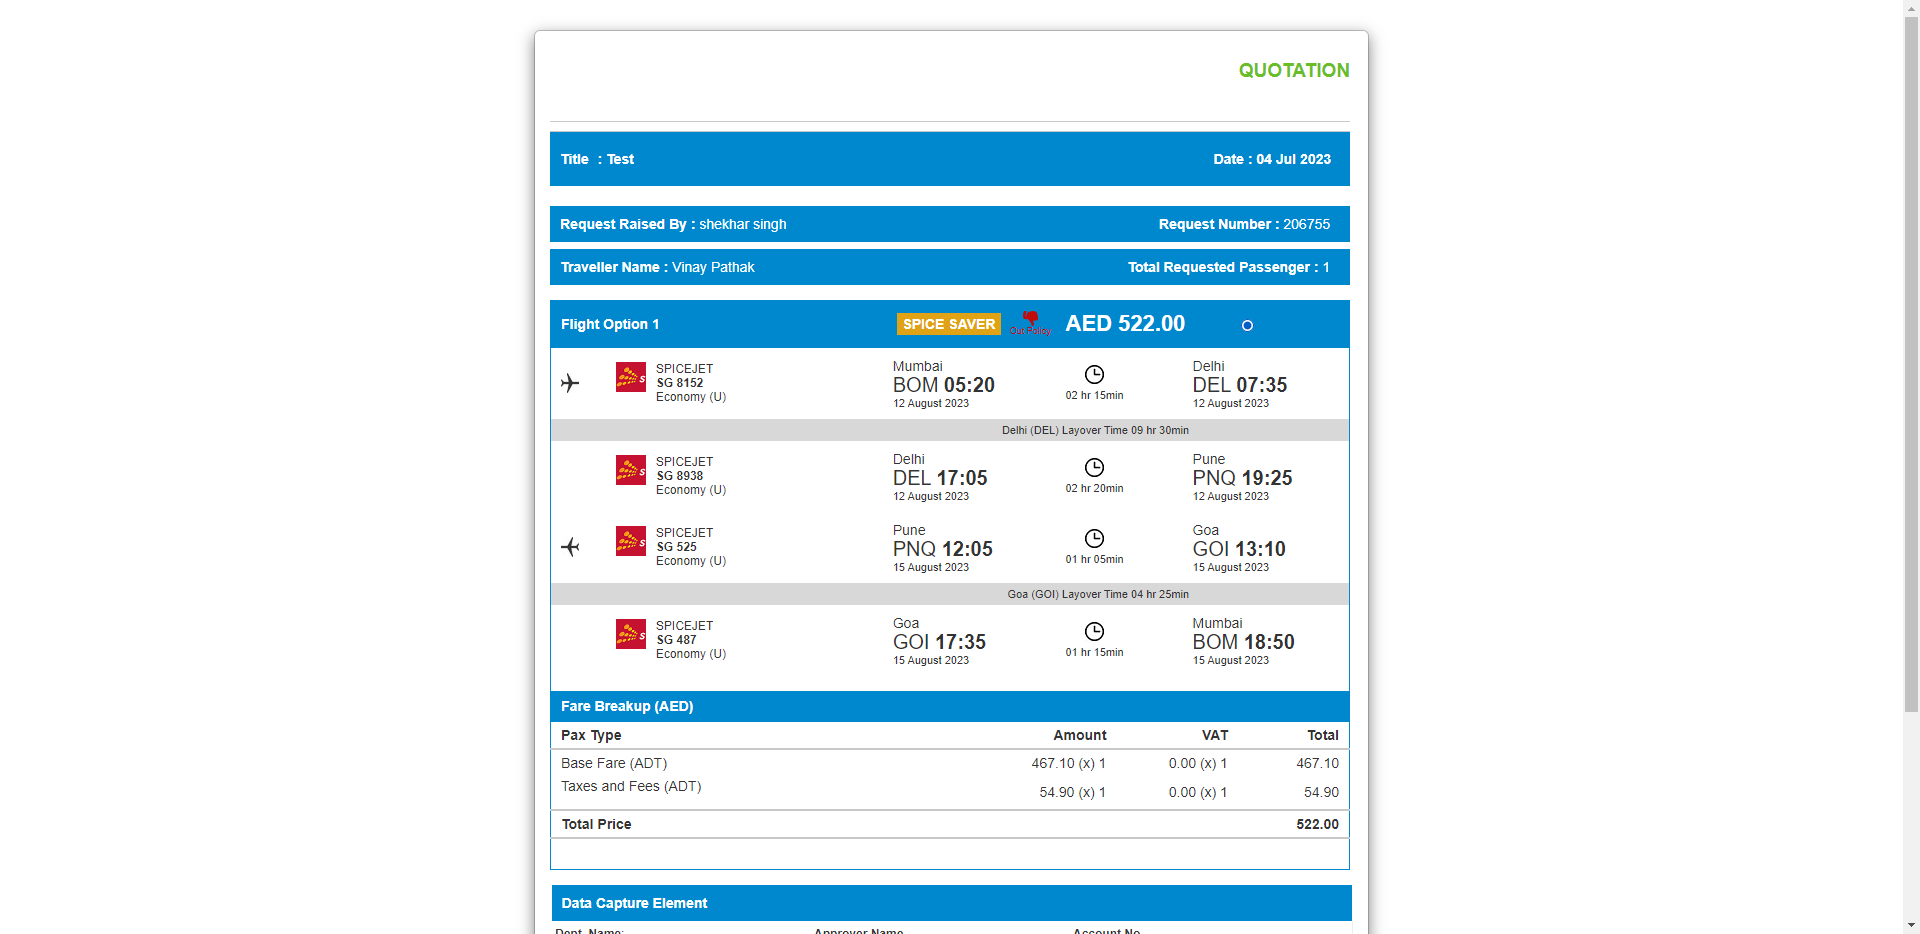 QUOTATION
Title : Test Date : 04 Jul 2023
Request Raised By : shekhar singh Request Number : 206755
Traveller Name : Vinay Pathak Total Requested Passenger : 1
Flight Option 1 SPICE SAVER Out Policy AED 522.00
SPICEJET
SG 8152
Economy (U)
Mumbai
BOM 05:20
12 August 2023
02 hr 15min
Delhi
DEL 07:35
12 August 2023
Delhi (DEL) Layover Time 09 hr 30min
SPICEJET
SG 8938
Economy (U)
Delhi
DEL 17:05
12 August 2023
02 hr 20min
Pune
PNQ 19:25
12 August 2023
SPICEJET
SG 525
Economy (U)
Pune
PNQ 12:05
15 August 2023
01 hr 05min
Goa
GOI 13:10
15 August 2023
Goa (GOI) Layover Time 04 hr 25min
SPICEJET
SG 487
Economy (U)
Goa
GOI 17:35
15 August 2023
01 hr 15min
Mumbai
BOM 18:50
15 August 2023
Fare Breakup (AED)
Pax Type Amount VAT Total
Base Fare (ADT) 467.10 (x) 1 0.00 (x) 1 467.10
Taxes and Fees (ADT) 54.90 (x) 1 0.00 (x) 1 54.90
Total Price 522.00
Data Capture Element
Dept. Name: Approver Name Account No